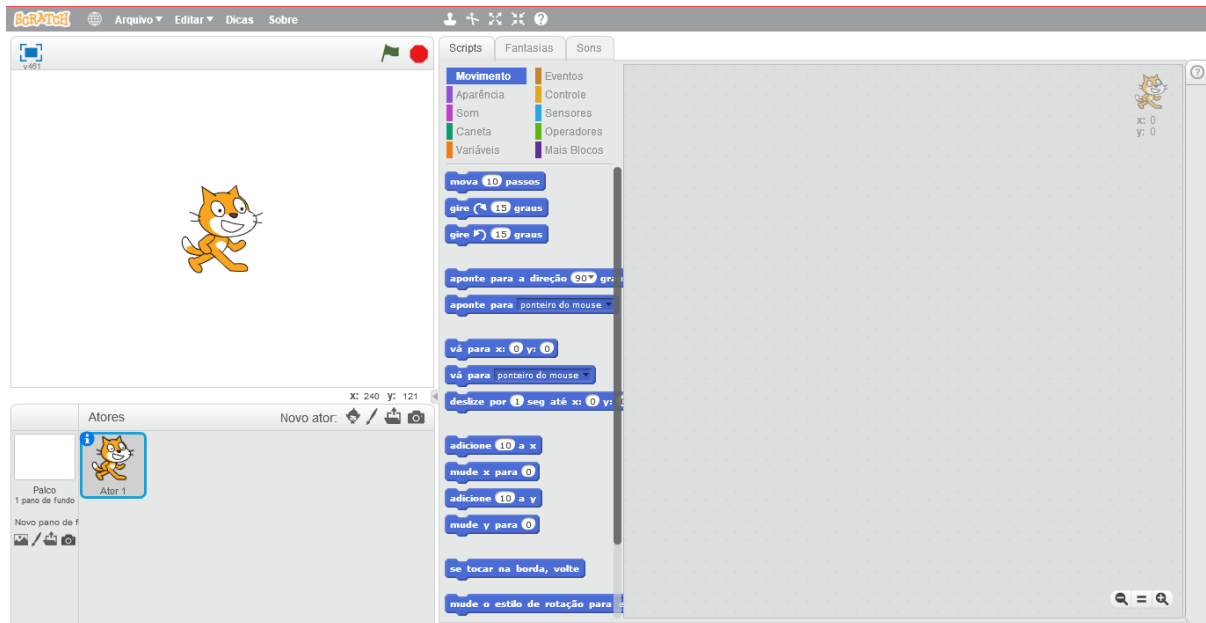 SCRATCH Arquivo Editar Dicas Sobre
v461
Scripts Fantasias Sons
Movimento Eventos
Aparência Controle
Som Sensores
Caneta Operadores
Variáveis Mais Blocos
mova 10 passos
gire 15 graus
gire 15 graus
aponte para a direção 90 gra
aponte para ponteiro do mouse
vá para x: 0 y: 0
vá para ponteiro do mouse
deslize por 1 seg até x: 0 y:
adicione 10 a x
mude x para 0
adicione 10 a y
mude y para 0
se tocar na borda, volte
mude o estilo de rotação para
x: 0
y: 0
x: 240 y: 121
Atores Novo ator:
Palco
1 pano de fundo
Novo pano de f
Ator 1